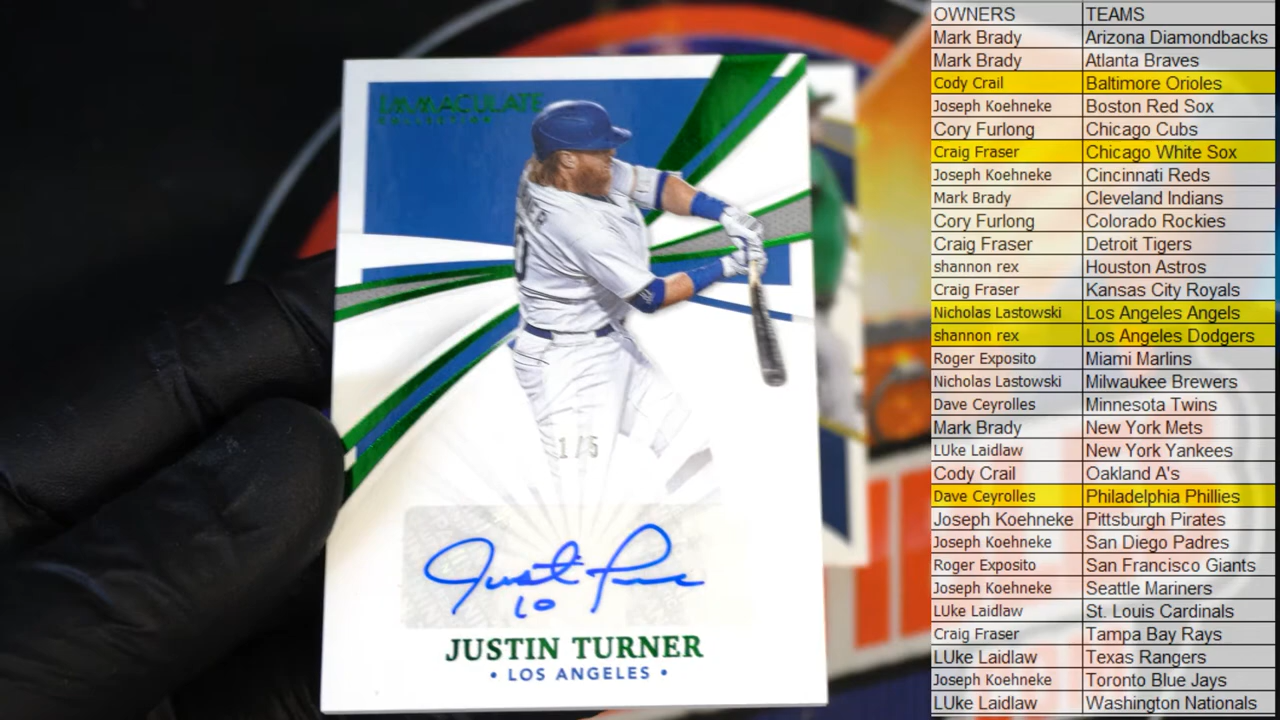 IMMACULATE
COLLECTION
1/5
Justin Turner
10
JUSTIN TURNER
• LOS ANGELES •
OWNERS TEAMS
Mark Brady Arizona Diamondbacks
Mark Brady Atlanta Braves
Cody Crail Baltimore Orioles
Joseph Koehneke Boston Red Sox
Cory Furlong Chicago Cubs
Craig Fraser Chicago White Sox
Joseph Koehneke Cincinnati Reds
Mark Brady Cleveland Indians
Cory Furlong Colorado Rockies
Craig Fraser Detroit Tigers
shannon rex Houston Astros
Craig Fraser Kansas City Royals
Nicholas Lastowski Los Angeles Angels
shannon rex Los Angeles Dodgers
Roger Exposito Miami Marlins
Nicholas Lastowski Milwaukee Brewers
Dave Ceyrolles Minnesota Twins
Mark Brady New York Mets
LUke Laidlaw New York Yankees
Cody Crail Oakland A's
Dave Ceyrolles Philadelphia Phillies
Joseph Koehneke Pittsburgh Pirates
Joseph Koehneke San Diego Padres
Roger Exposito San Francisco Giants
Joseph Koehneke Seattle Mariners
LUke Laidlaw St. Louis Cardinals
Craig Fraser Tampa Bay Rays
LUke Laidlaw Texas Rangers
Joseph Koehneke Toronto Blue Jays
LUke Laidlaw Washington Nationals